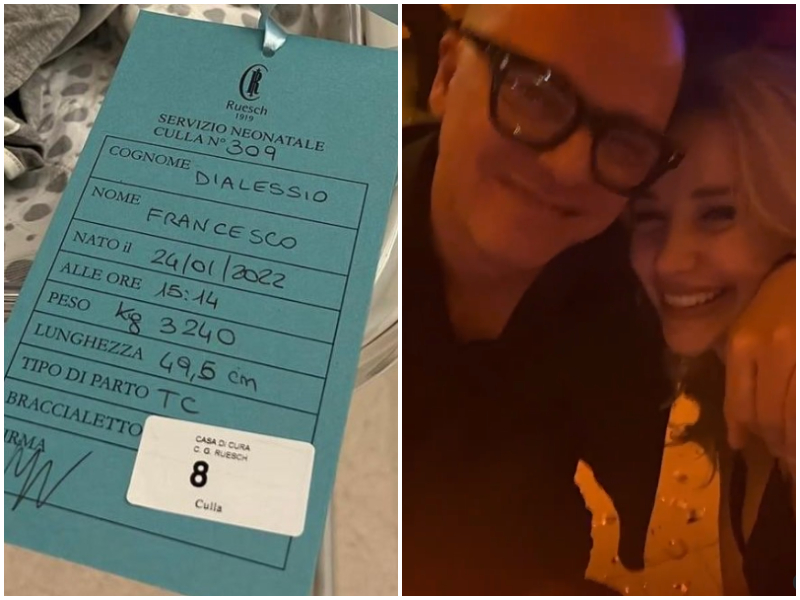 Ruesch
1919
SERVIZIO NEONATALE
CULLA N° 309
COGNOME DIALESSIO
NOME FRANCESCO
NATO il 24/01/2022
ALLE ORE 15:14
PESO kg 3240
LUNGHEZZA 49,5 cm
TIPO DI PARTO TC
BRACCIALETTO
CASA DI CURA
C. G. RUESCH
8
Culla